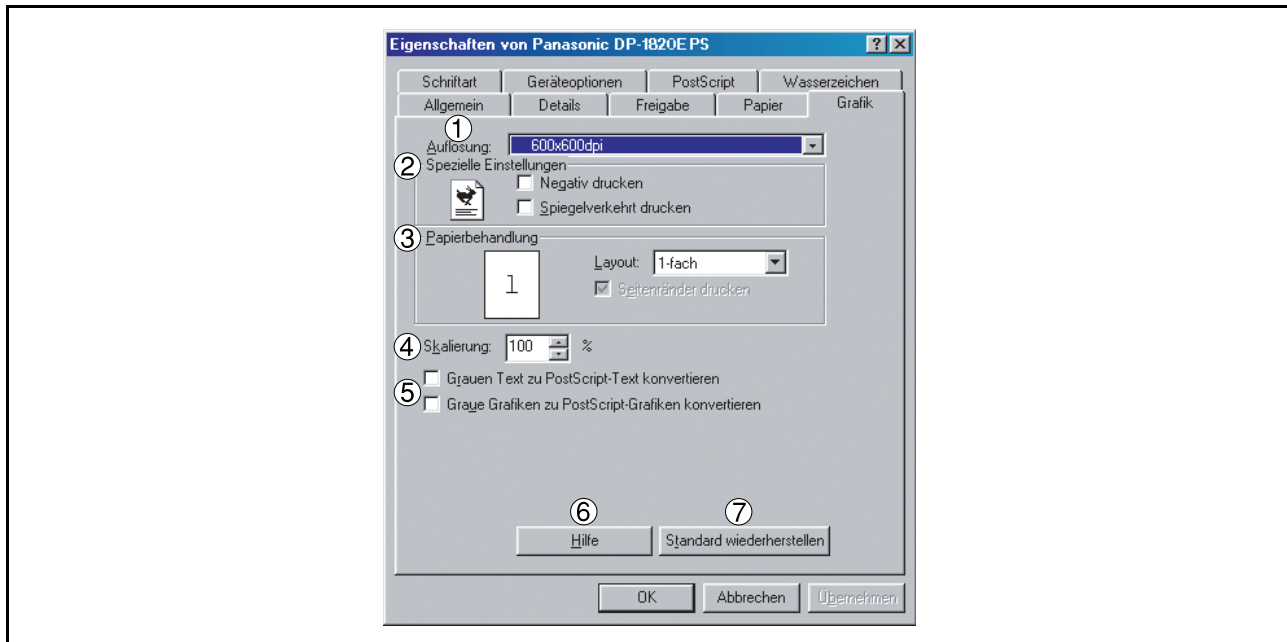 Eigenschaften von Panasonic DP-1820E PS
Schriftart Geräteoptionen PostScript Wasserzeichen
Allgemein Details Freigabe Papier Grafik
①
Auflösung: 600x600dpi
② Spezielle Einstellungen
Negativ drucken
Spiegelverkehrt drucken
③ Papierbehandlung
1
Layout: 1-fach
Seitenränder drucken
④ Skalierung: 100 %
⑤
Grauen Text zu PostScript-Text konvertieren
Graue Grafiken zu PostScript-Grafiken konvertieren
⑥ ⑦
Hilfe Standard wiederherstellen
OK Abbrechen Übernehmen